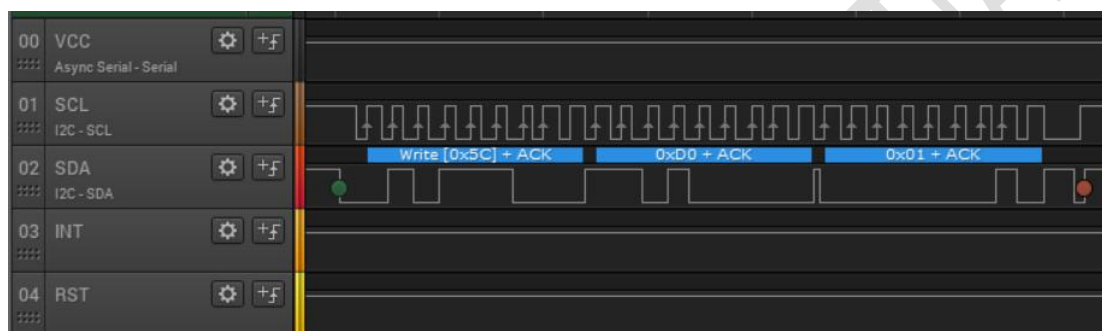 00 VCC
Async Serial - Serial
01 SCL
I2C - SCL
Write [0x5C] + ACK 0xD0 + ACK 0x01 + ACK
02 SDA
I2C - SDA
03 INT
04 RST